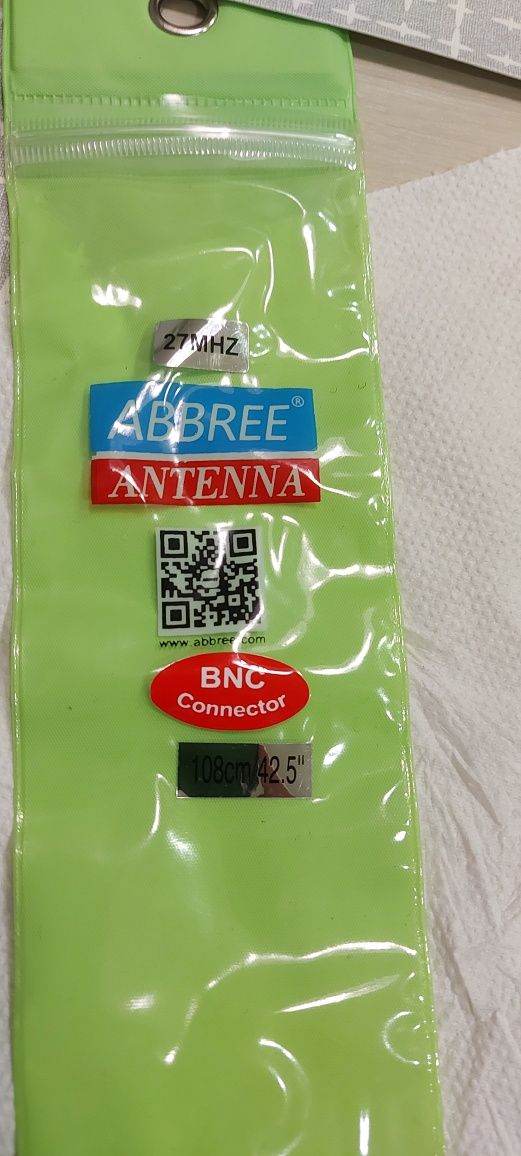 27MHZ
ABBREE®
ANTENNA
www.abbree.com
BNC
Connector
108cm/42.5"